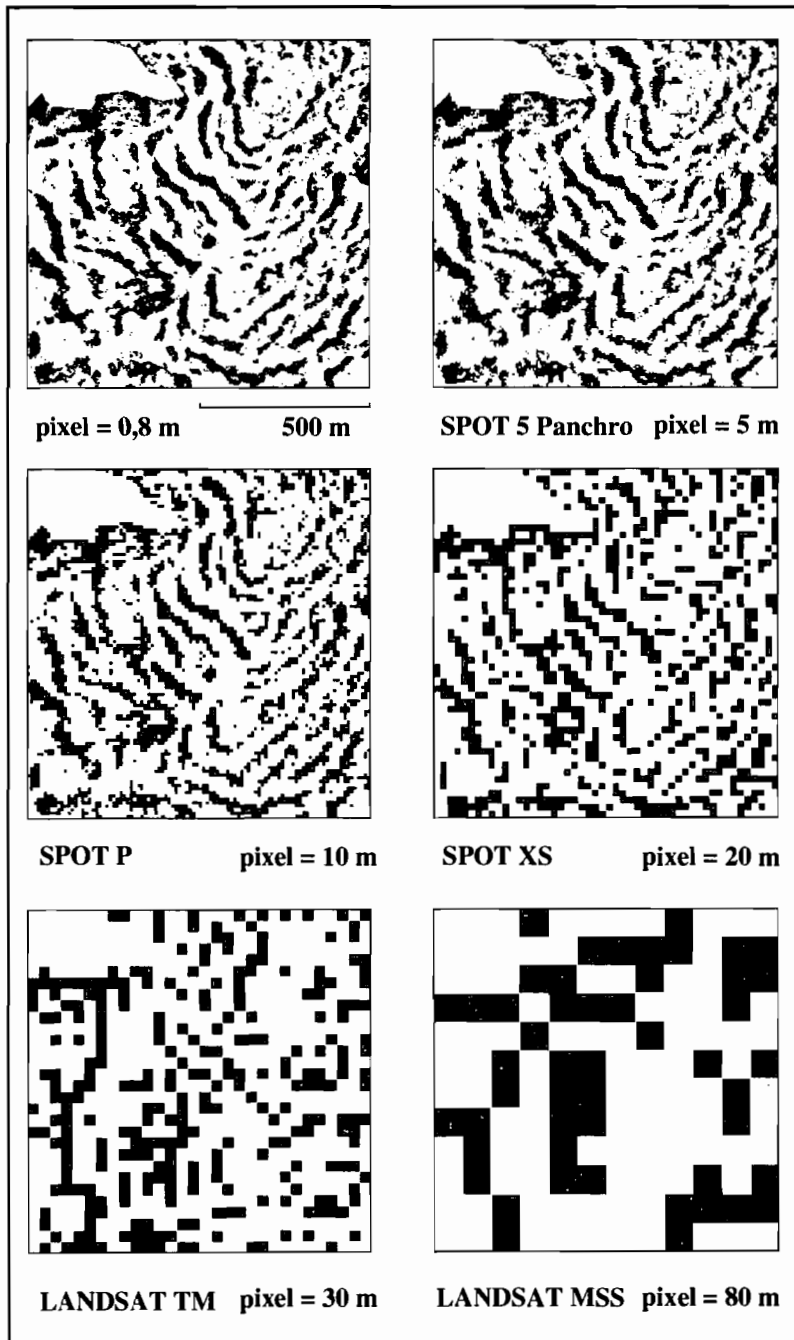 pixel = 0,8 m 500 m
SPOT 5 Panchro pixel = 5 m
SPOT P pixel = 10 m
SPOT XS pixel = 20 m
LANDSAT TM pixel = 30 m
LANDSAT MSS pixel = 80 m